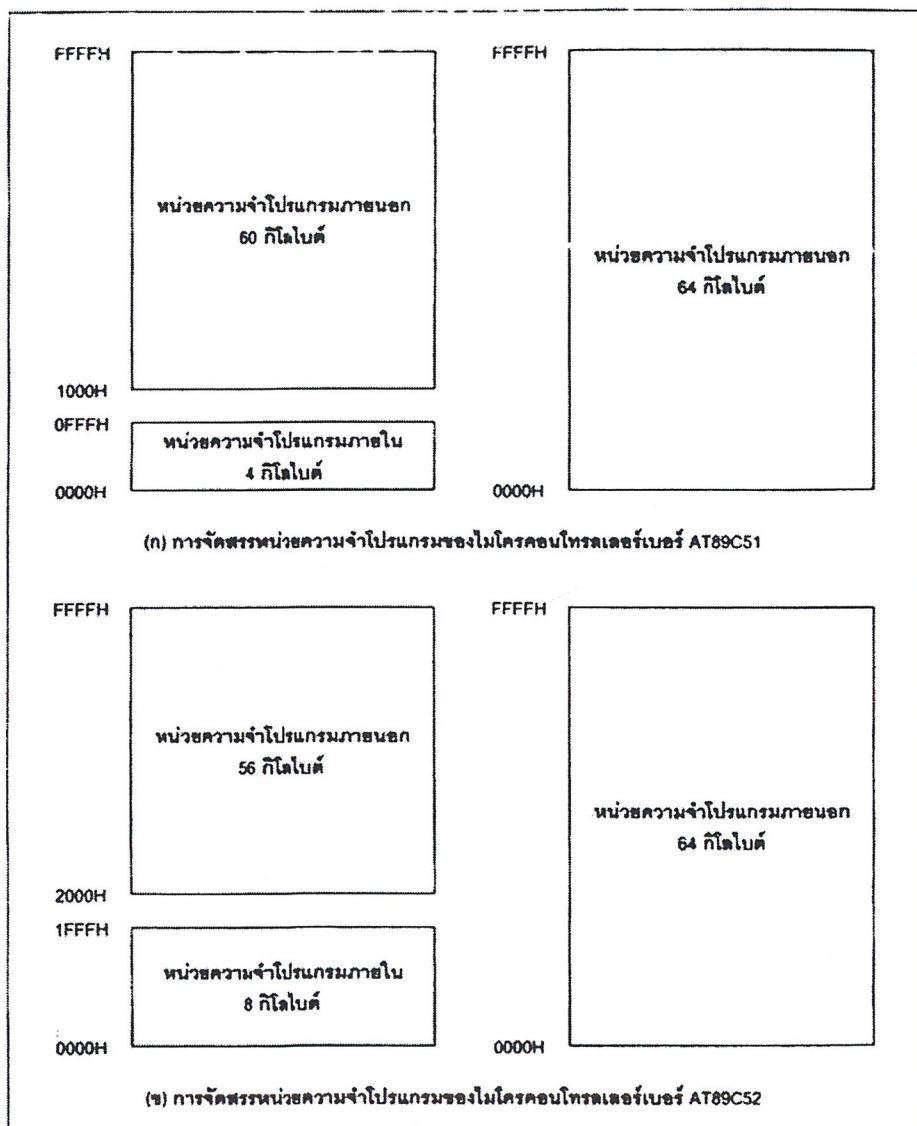 FFFFH
หน่วยความจำโปรแกรมภายนอก
60 กิโลไบต์
1000H
0FFFH
หน่วยความจำโปรแกรมภายใน
4 กิโลไบต์
0000H
FFFFH
หน่วยความจำโปรแกรมภายนอก
64 กิโลไบต์
0000H
(ก) การจัดสรรหน่วยความจำโปรแกรมของไมโครคอนโทรลเลอร์เบอร์ AT89C51
FFFFH
หน่วยความจำโปรแกรมภายนอก
56 กิโลไบต์
2000H
1FFFH
หน่วยความจำโปรแกรมภายใน
8 กิโลไบต์
0000H
FFFFH
หน่วยความจำโปรแกรมภายนอก
64 กิโลไบต์
0000H
(ข) การจัดสรรหน่วยความจำโปรแกรมของไมโครคอนโทรลเลอร์เบอร์ AT89C52